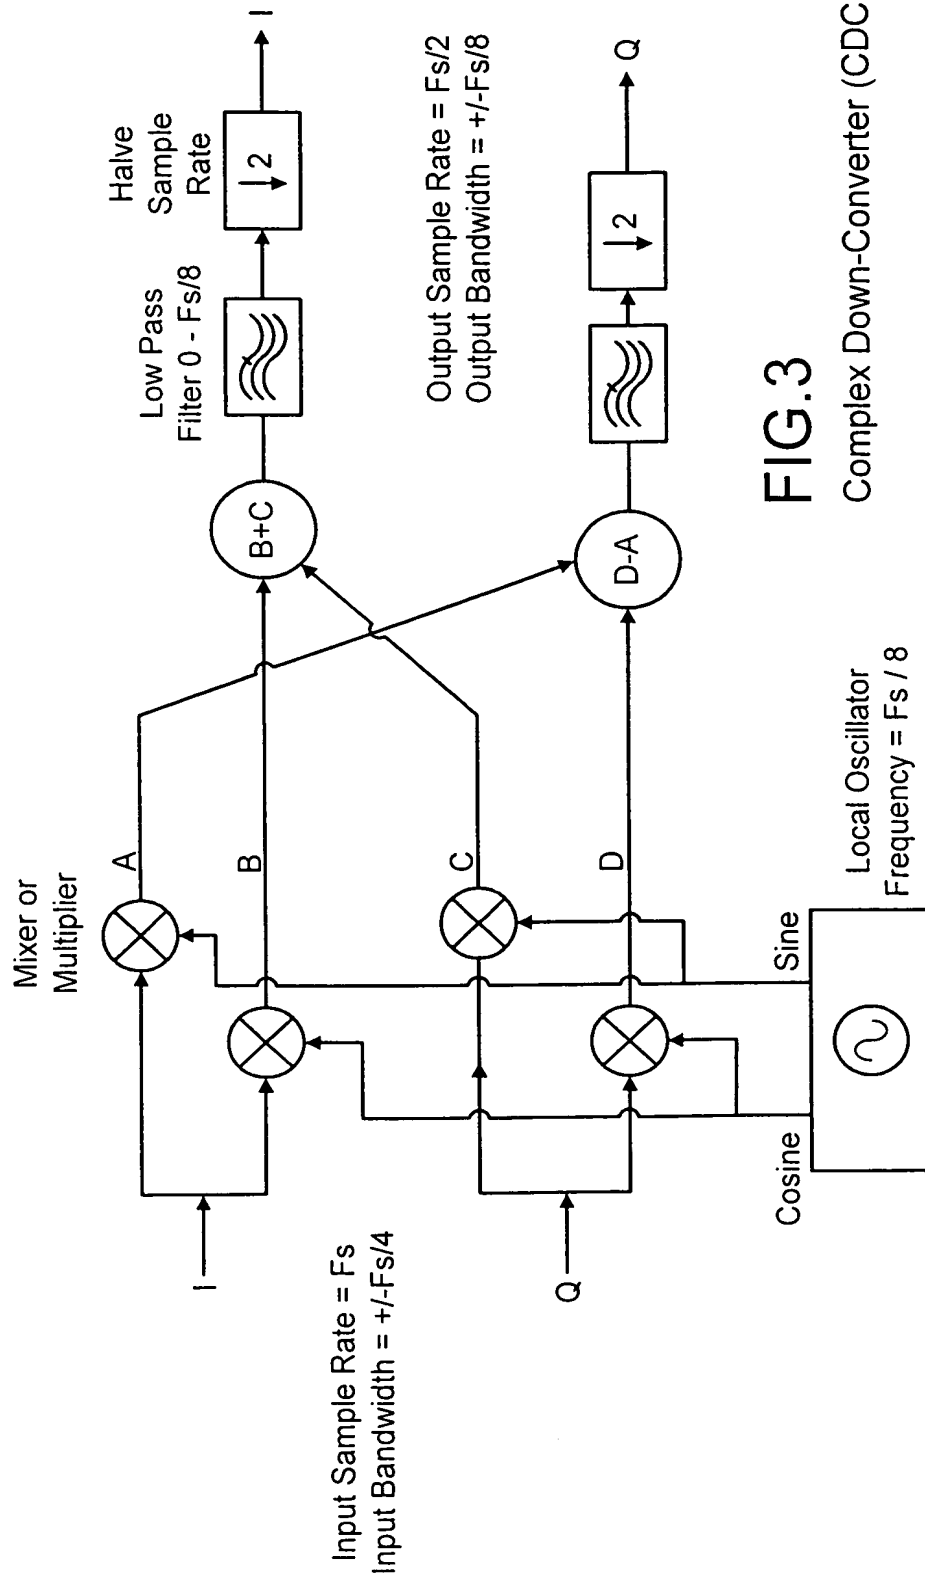 Input Sample Rate = Fs
Input Bandwidth = +/-Fs/4
I
Q
Mixer or
Multiplier
A
B
C
D
Cosine
Sine
Local Oscillator
Frequency = Fs / 8
B+C
D-A
Low Pass
Filter 0 - Fs/8
Halve
Sample
Rate
2
I
2
Q
Output Sample Rate = Fs/2
Output Bandwidth = +/-Fs/8
FIG.3
Complex Down-Converter (CDC